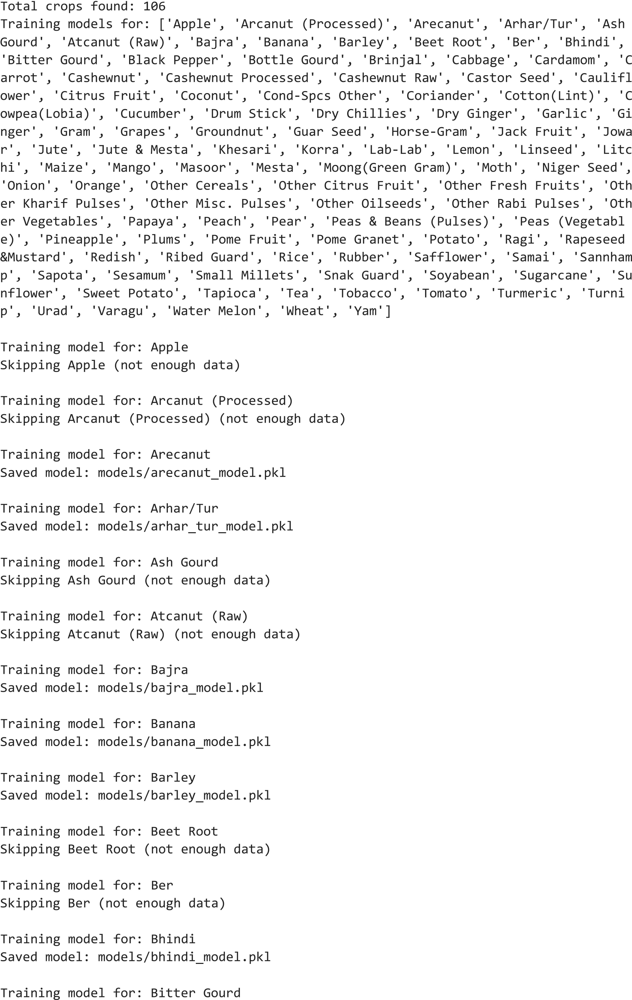 Total crops found: 106
Training models for: ['Apple', 'Arcanut (Processed)', 'Arecanut', 'Arhar/Tur', 'Ash
Gourd', 'Atcanut (Raw)', 'Bajra', 'Banana', 'Barley', 'Beet Root', 'Ber', 'Bhindi',
'Bitter Gourd', 'Black Pepper', 'Bottle Gourd', 'Brinjal', 'Cabbage', 'Cardamom', 'C
arrot', 'Cashewnut', 'Cashewnut Processed', 'Cashewnut Raw', 'Castor Seed', 'Caulifl
ower', 'Citrus Fruit', 'Coconut', 'Cond-Spcs Other', 'Coriander', 'Cotton(Lint)', 'C
owpea(Lobia)', 'Cucumber', 'Drum Stick', 'Dry Chillies', 'Dry Ginger', 'Garlic', 'Gi
nger', 'Gram', 'Grapes', 'Groundnut', 'Guar Seed', 'Horse-Gram', 'Jack Fruit', 'Jowa
r', 'Jute', 'Jute & Mesta', 'Khesari', 'Korra', 'Lab-Lab', 'Lemon', 'Linseed', 'Litc
hi', 'Maize', 'Mango', 'Masoor', 'Mesta', 'Moong(Green Gram)', 'Moth', 'Niger Seed',
'Onion', 'Orange', 'Other Cereals', 'Other Citrus Fruit', 'Other Fresh Fruits', 'Oth
er Kharif Pulses', 'Other Misc. Pulses', 'Other Oilseeds', 'Other Rabi Pulses', 'Oth
er Vegetables', 'Papaya', 'Peach', 'Pear', 'Peas & Beans (Pulses)', 'Peas (Vegetabl
e)', 'Pineapple', 'Plums', 'Pome Fruit', 'Pome Granet', 'Potato', 'Ragi', 'Rapeseed
&Mustard', 'Redish', 'Ribed Guard', 'Rice', 'Rubber', 'Safflower', 'Samai', 'Sannham
p', 'Sapota', 'Sesamum', 'Small Millets', 'Snak Guard', 'Soyabean', 'Sugarcane', 'Su
nflower', 'Sweet Potato', 'Tapioca', 'Tea', 'Tobacco', 'Tomato', 'Turmeric', 'Turni
p', 'Urad', 'Varagu', 'Water Melon', 'Wheat', 'Yam']

Training model for: Apple
Skipping Apple (not enough data)

Training model for: Arcanut (Processed)
Skipping Arcanut (Processed) (not enough data)

Training model for: Arecanut
Saved model: models/arecanut_model.pkl

Training model for: Arhar/Tur
Saved model: models/arhar_tur_model.pkl

Training model for: Ash Gourd
Skipping Ash Gourd (not enough data)

Training model for: Atcanut (Raw)
Skipping Atcanut (Raw) (not enough data)

Training model for: Bajra
Saved model: models/bajra_model.pkl

Training model for: Banana
Saved model: models/banana_model.pkl

Training model for: Barley
Saved model: models/barley_model.pkl

Training model for: Beet Root
Skipping Beet Root (not enough data)

Training model for: Ber
Skipping Ber (not enough data)

Training model for: Bhindi
Saved model: models/bhindi_model.pkl

Training model for: Bitter Gourd